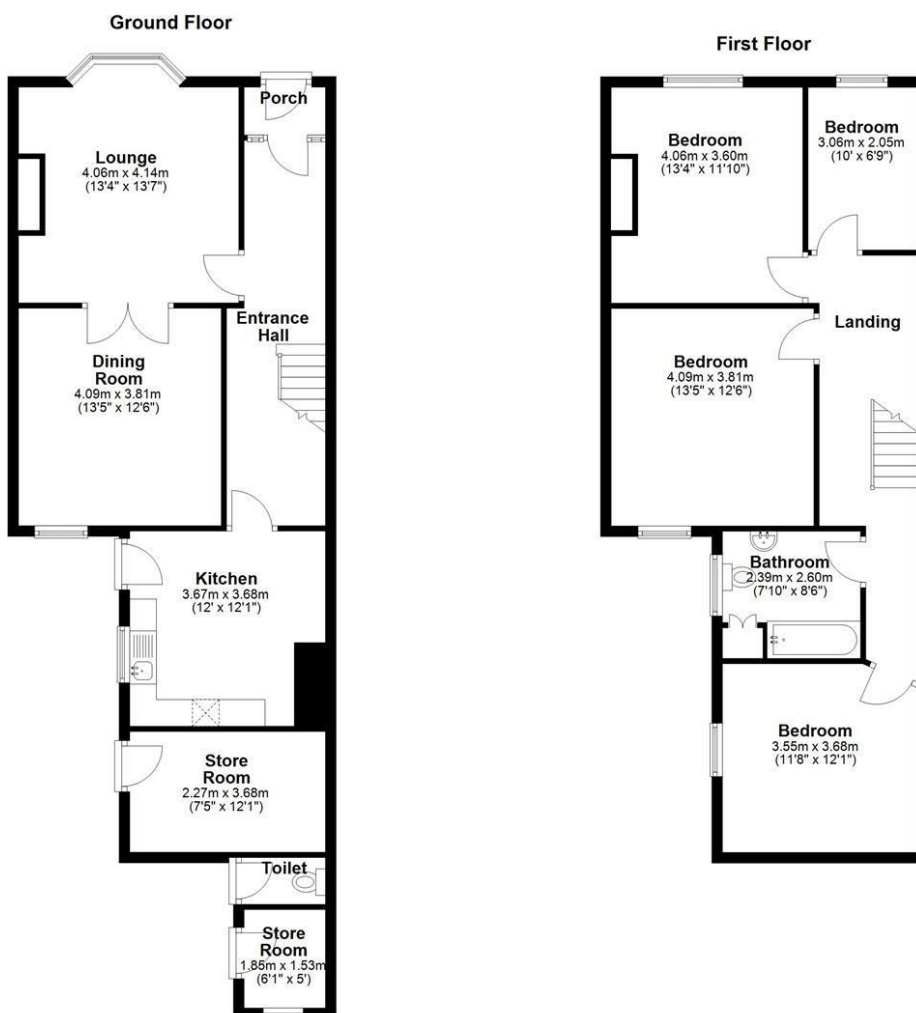 Ground Floor
Porch
Lounge
4.06m x 4.14m
(13'4" x 13'7")
Entrance
Hall
Dining
Room
4.09m x 3.81m
(13'5" x 12'6")
Kitchen
3.67m x 3.68m
(12' x 12'1")
Store
Room
2.27m x 3.68m
(7'5" x 12'1")
Toilet
Store
Room
1.85m x 1.53m
(6'1" x 5')
First Floor
Bedroom
4.06m x 3.60m
(13'4" x 11'10")
Bedroom
3.06m x 2.05m
(10' x 6'9")
Landing
Bedroom
4.09m x 3.81m
(13'5" x 12'6")
Bathroom
2.39m x 2.60m
(7'10" x 8'6")
Bedroom
3.55m x 3.68m
(11'8" x 12'1")